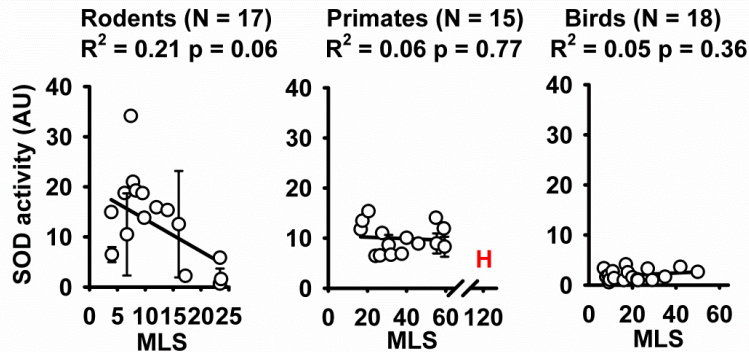 Rodents (N = 17)
R² = 0.21 p = 0.06
Primates (N = 15)
R² = 0.06 p = 0.77
Birds (N = 18)
R² = 0.05 p = 0.36
SOD activity (AU)
40
30
20
10
0
0 5 10 15 20 25
MLS
40
30
20
10
0
H
0 20 40 60 120
MLS
40
30
20
10
0
0 20 40 60
MLS